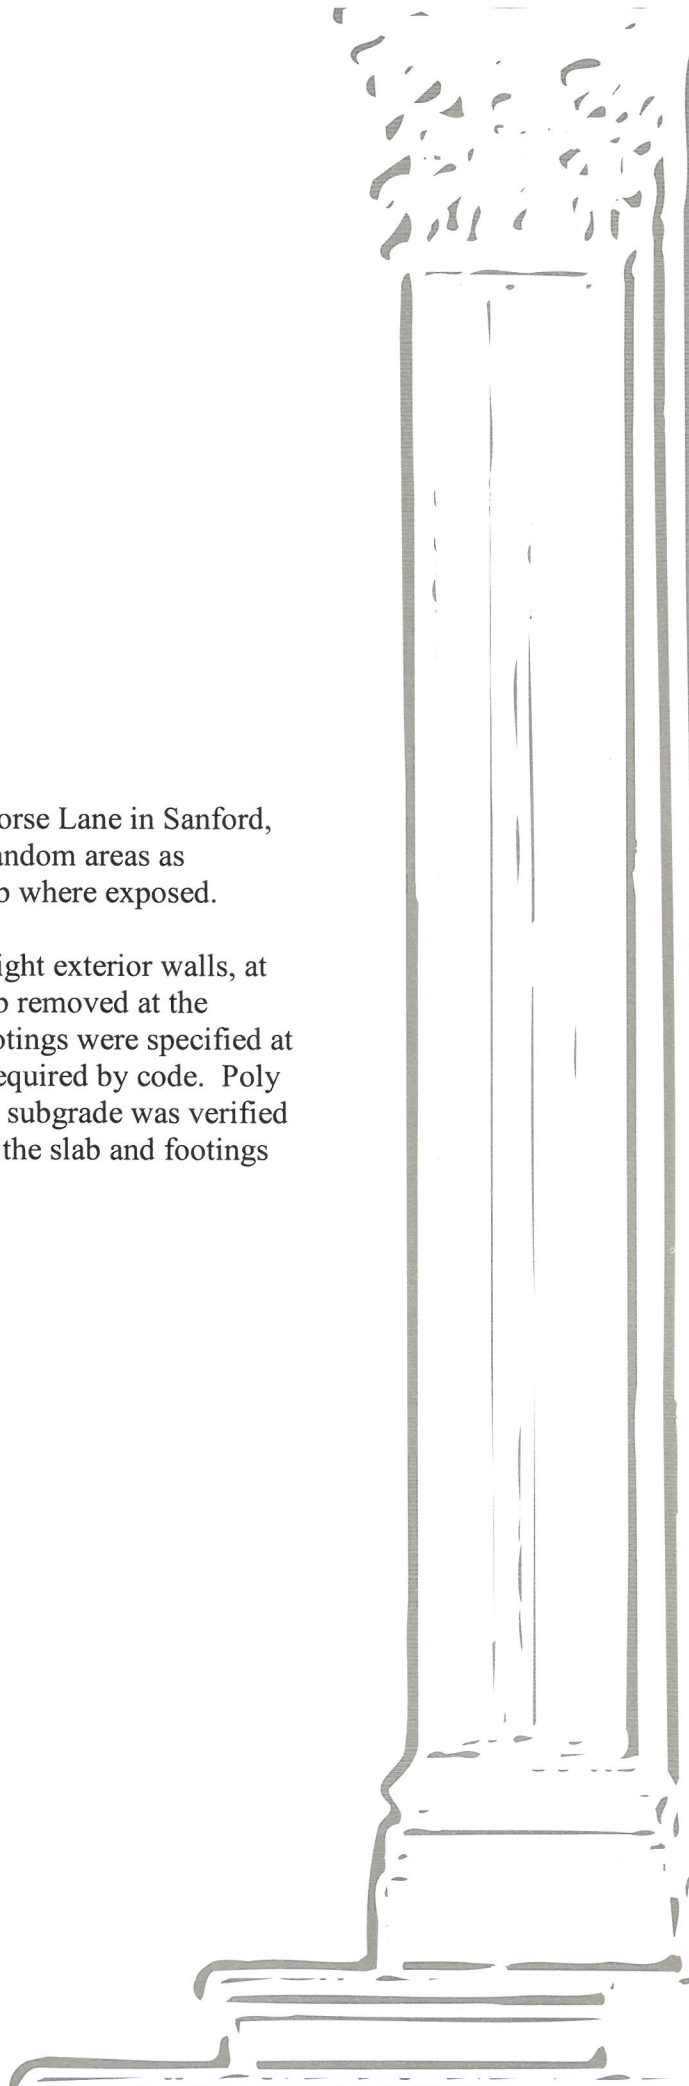 orse Lane in Sanford,
andom areas as
where exposed.
ight exterior walls, at
removed at the
otings were specified at
equired by code.  Poly
subgrade was verified
the slab and footings